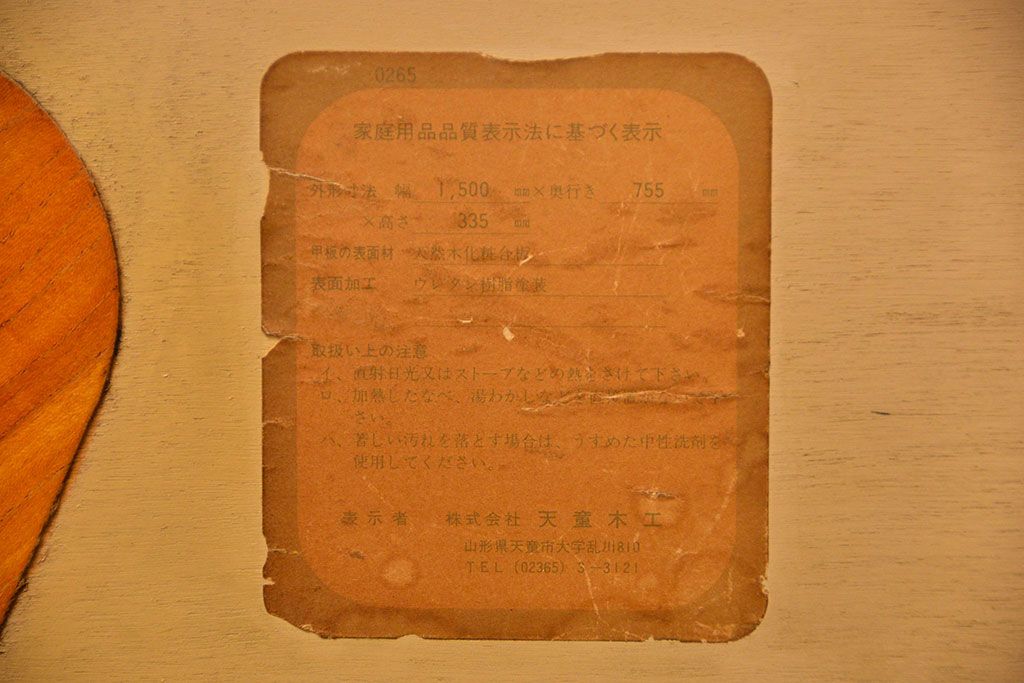 0265
家庭用品品質表示法に基づく表示
外形寸法 幅 1,500 mm×奥行き 755 mm
×高さ 335 mm
甲板の表面材 天然木化粧合板
表面加工 ウレタン樹脂塗装
取扱い上の注意
イ、直射日光又はストーブなどの熱をさけて下さい。
ロ、加熱したなべ、湯わかしなどを直接
さい。
ハ、著しい汚れを落とす場合は、うすめた中性洗剤を
使用してください。
表示者 株式会社 天童木工
山形県天童市大字乱川810
TEL (02365) 3-3121